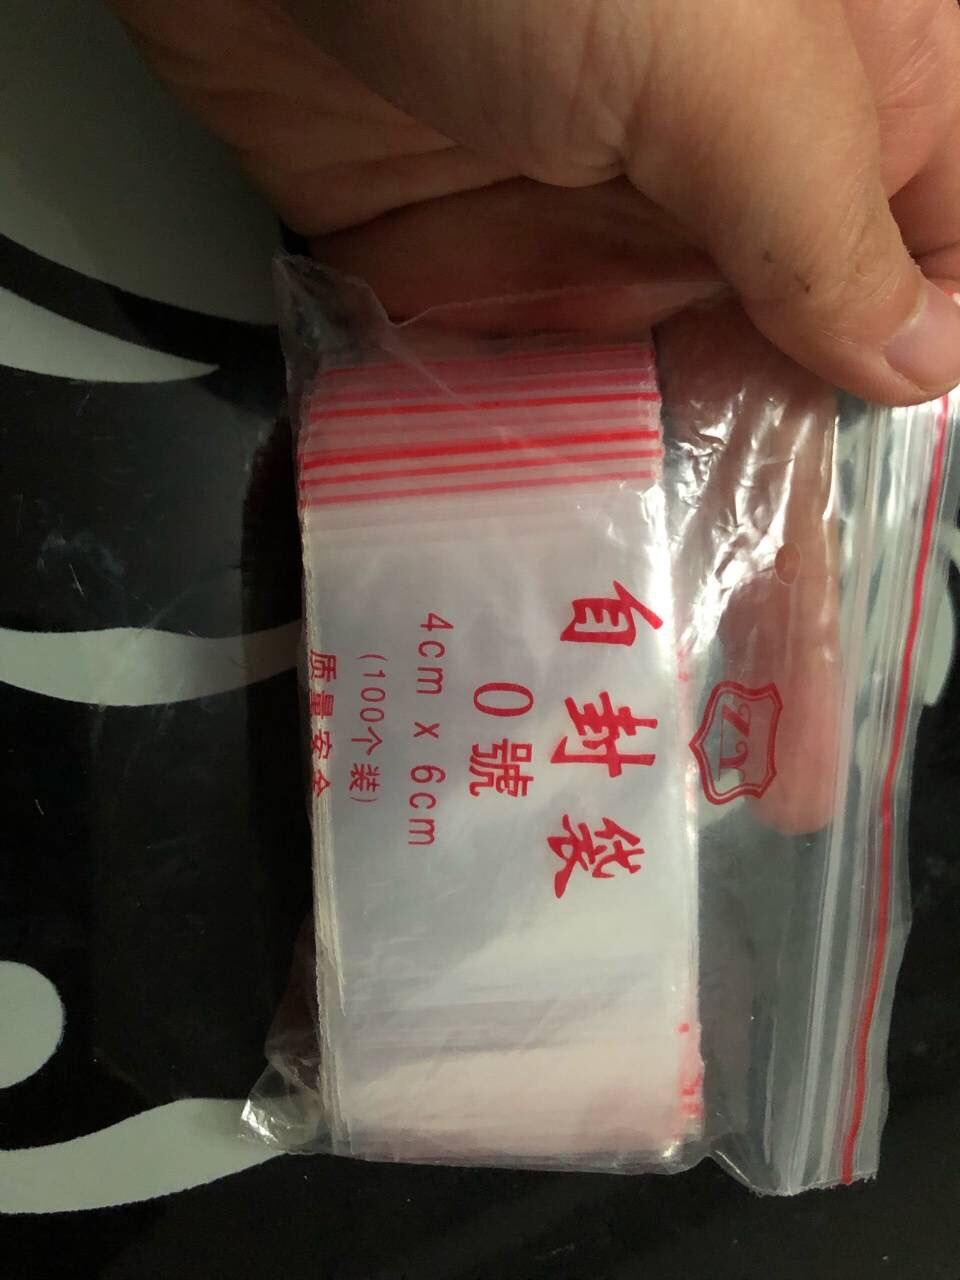 自封袋
0號
4cm x 6cm
(100个装)
质量安全